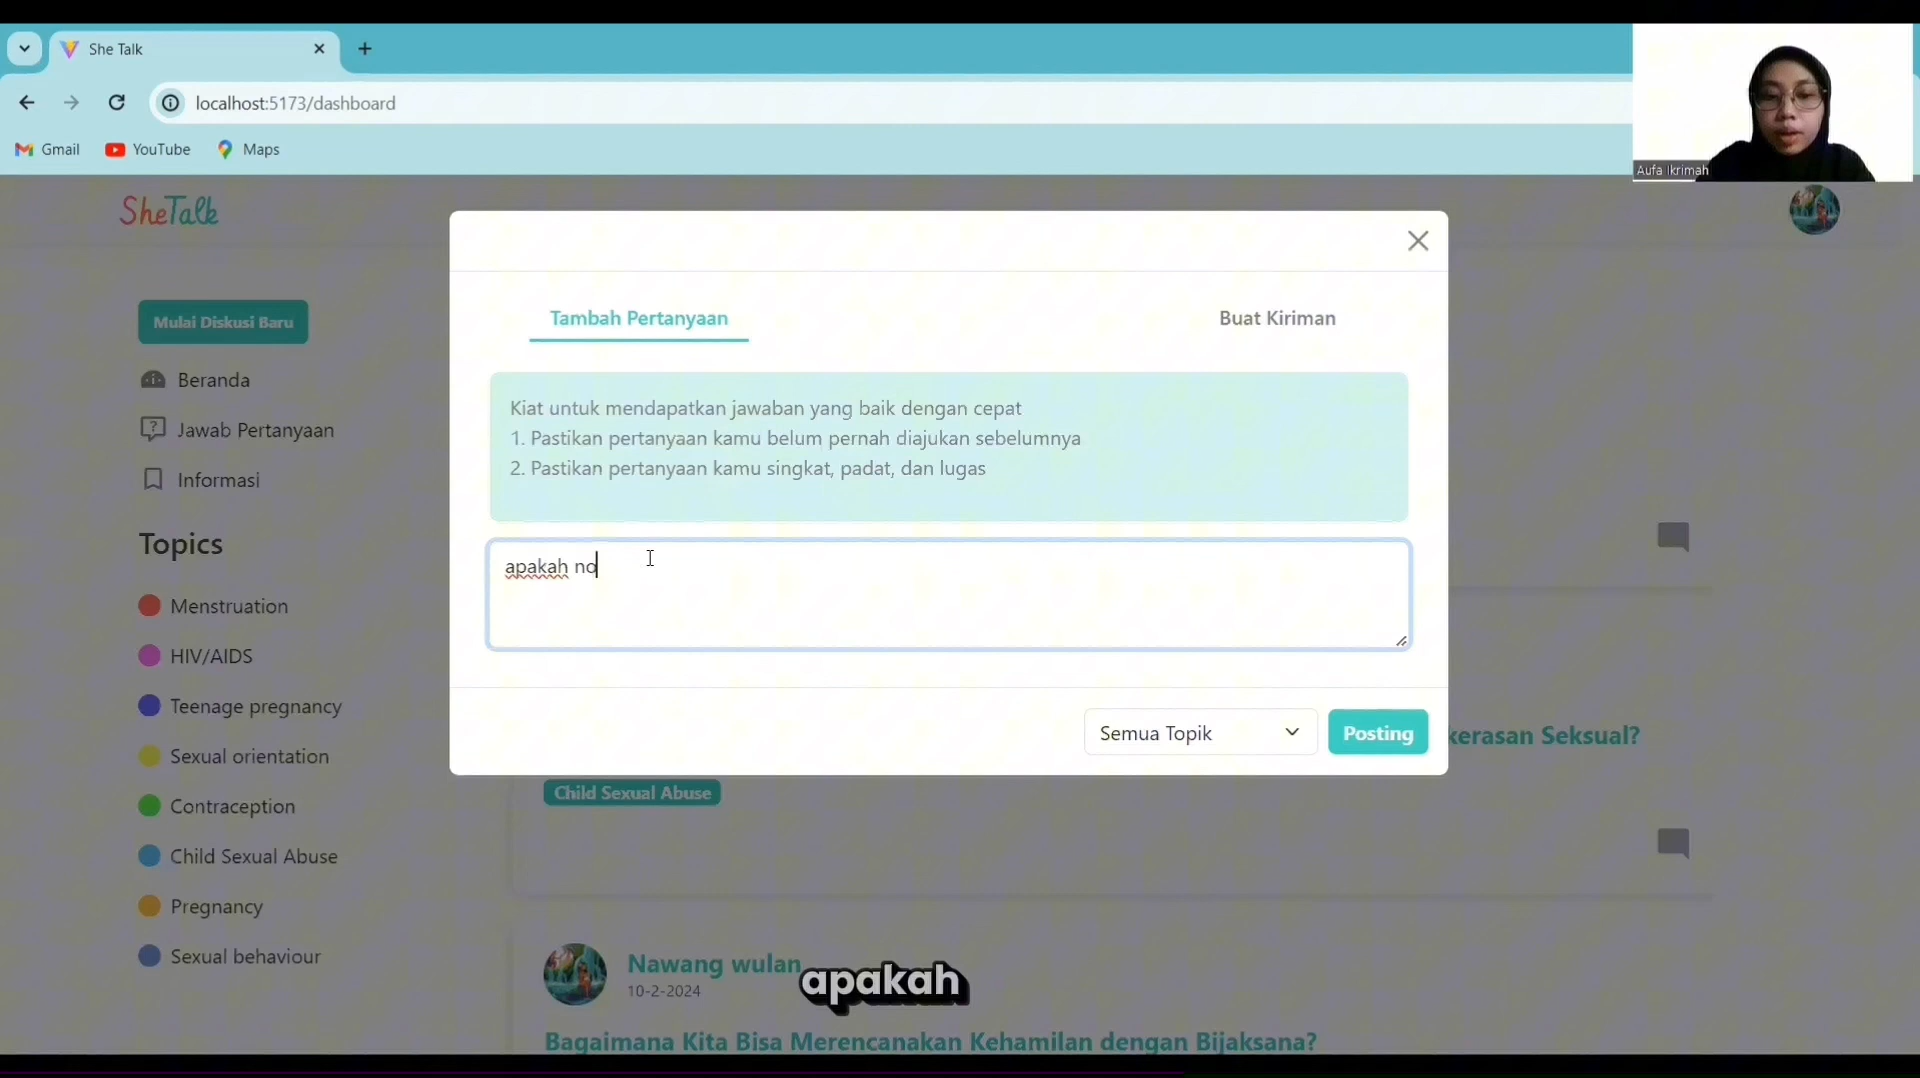 She Talk
localhost:5173/dashboard
Gmail
YouTube
Maps
Aufa Ikrimah
SheTalk
Mulai Diskusi Baru
Beranda
Jawab Pertanyaan
Informasi
Topics
Menstruation
HIV/AIDS
Teenage pregnancy
Sexual orientation
Contraception
Child Sexual Abuse
Pregnancy
Sexual behaviour
Tambah Pertanyaan
Buat Kiriman
Kiat untuk mendapatkan jawaban yang baik dengan cepat
1. Pastikan pertanyaan kamu belum pernah diajukan sebelumnya
2. Pastikan pertanyaan kamu singkat, padat, dan lugas
apakah no
Semua Topik
Posting
kerasan Seksual?
Child Sexual Abuse
Nawang wulan
10-2-2024
apakah
Bagaimana Kita Bisa Merencanakan Kehamilan dengan Bijaksana?